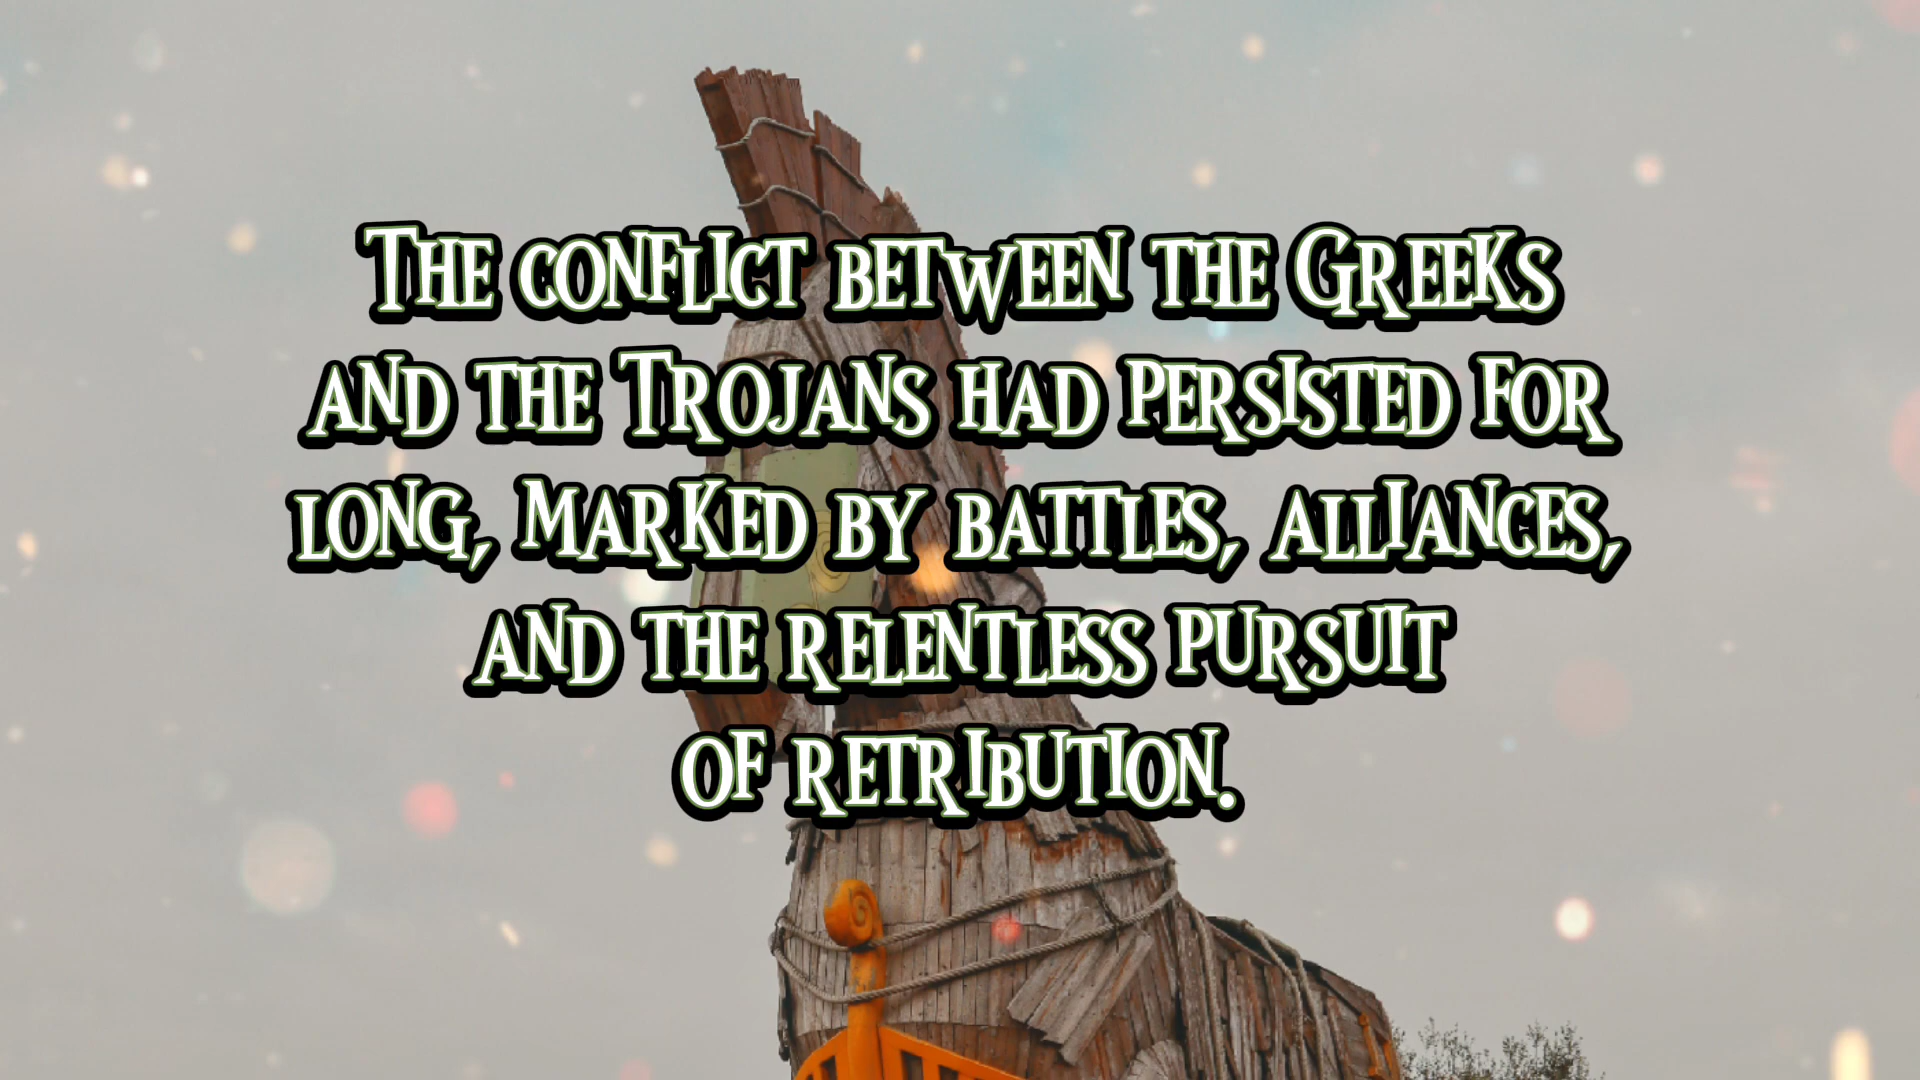 The conflict between the Greeks
and the Trojans had persisted for
long, marked by battles, alliances,
and the relentless pursuit
of retribution.